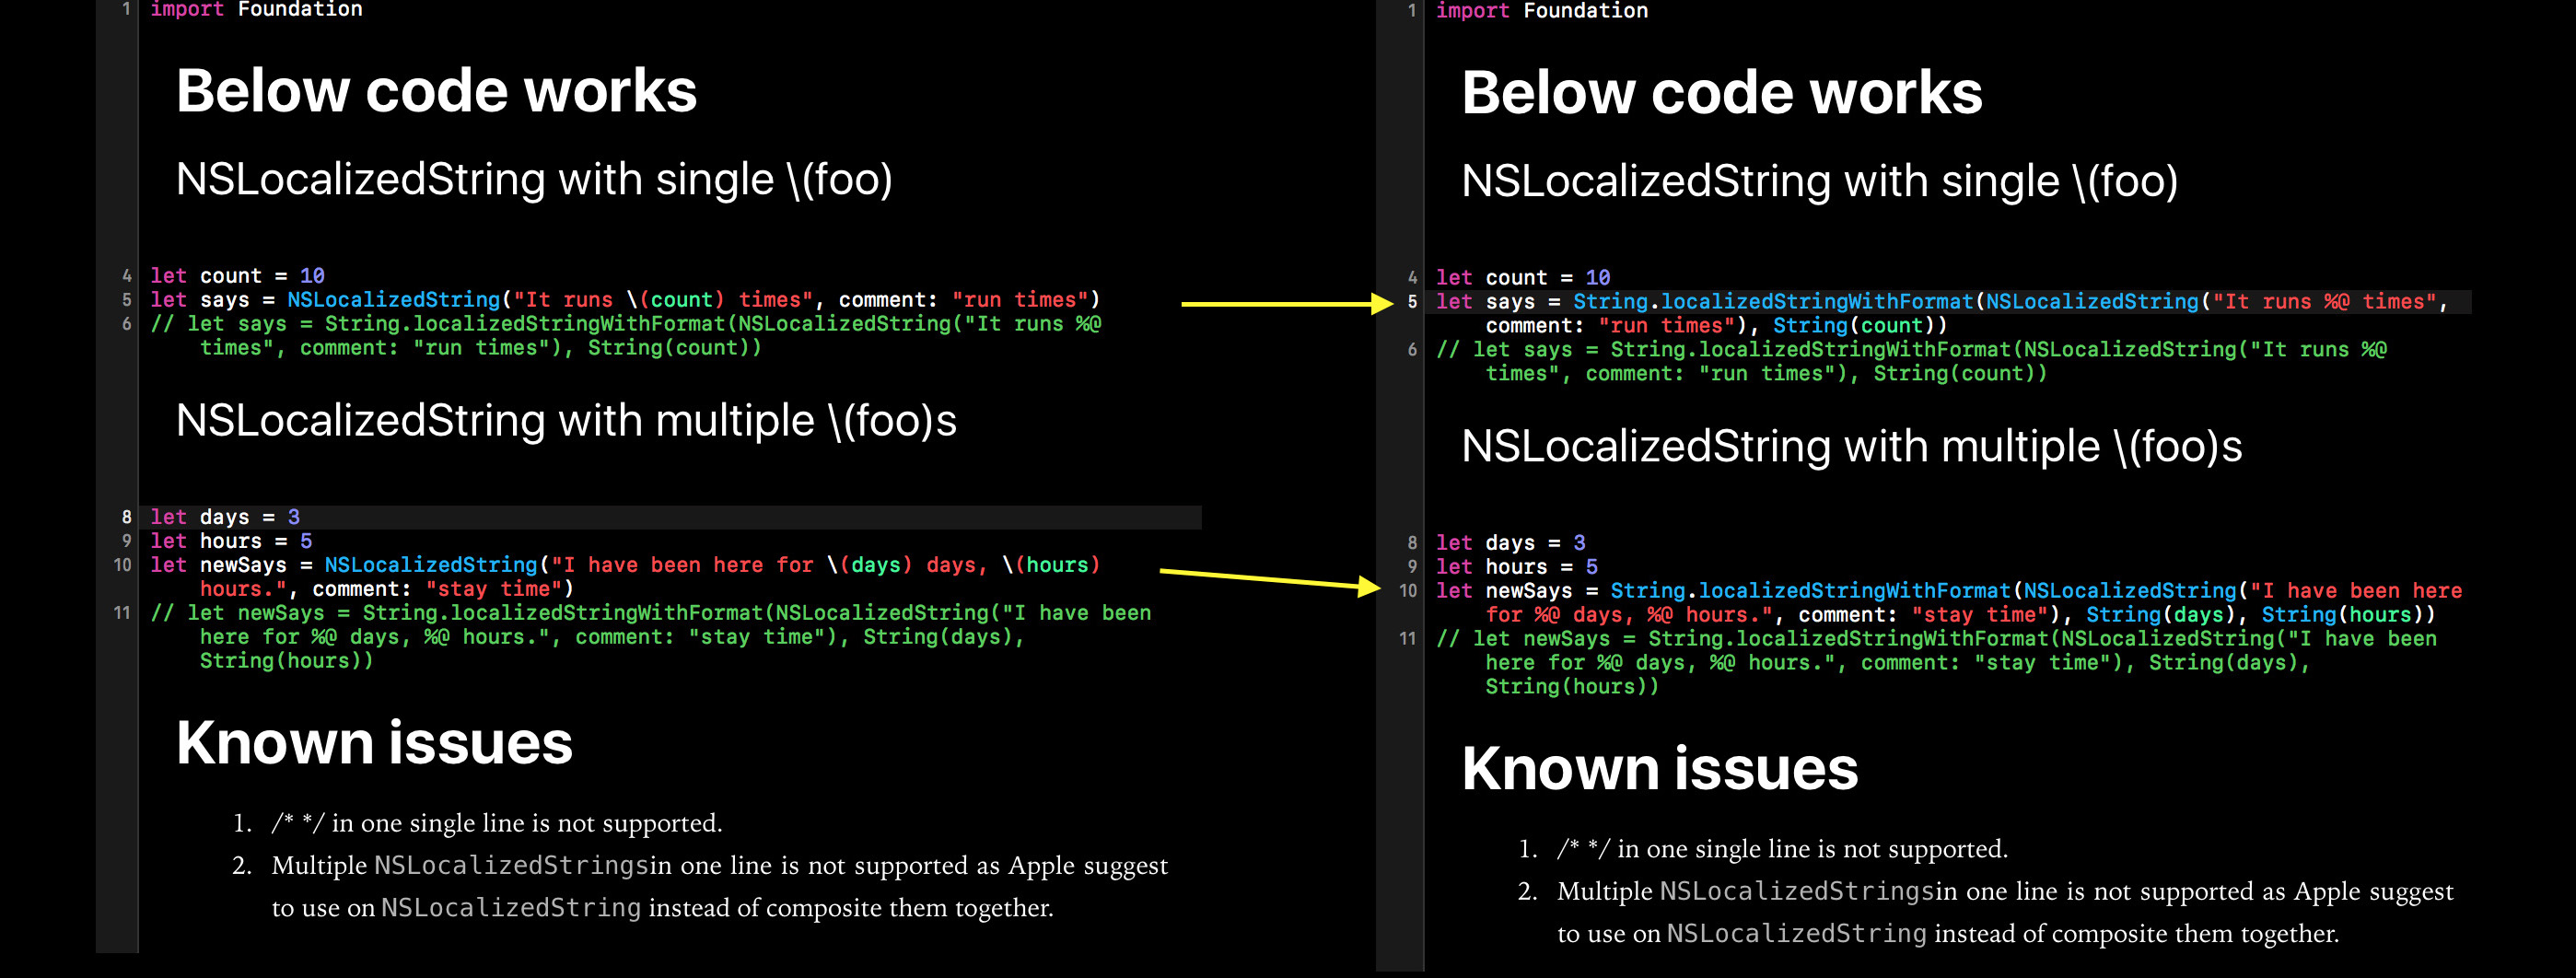 1 import Foundation
Below code works
NSLocalizedString with single \(foo)
4 let count = 10
5 let says = NSLocalizedString("It runs \(count) times", comment: "run times")
6 // let says = String.localizedStringWithFormat(NSLocalizedString("It runs %@
times", comment: "run times"), String(count))
NSLocalizedString with multiple \(foo)s
8 let days = 3
9 let hours = 5
10 let newSays = NSLocalizedString("I have been here for \(days) days, \(hours)
hours.", comment: "stay time")
11 // let newSays = String.localizedStringWithFormat(NSLocalizedString("I have been
here for %@ days, %@ hours.", comment: "stay time"), String(days),
String(hours))
Known issues
1. /* */ in one single line is not supported.
2. Multiple NSLocalizedStringsin one line is not supported as Apple suggest
to use on NSLocalizedString instead of composite them together.
1 import Foundation
Below code works
NSLocalizedString with single \(foo)
4 let count = 10
5 let says = String.localizedStringWithFormat(NSLocalizedString("It runs %@ times",
comment: "run times"), String(count))
6 // let says = String.localizedStringWithFormat(NSLocalizedString("It runs %@
times", comment: "run times"), String(count))
NSLocalizedString with multiple \(foo)s
8 let days = 3
9 let hours = 5
10 let newSays = String.localizedStringWithFormat(NSLocalizedString("I have been here
for %@ days, %@ hours.", comment: "stay time"), String(days), String(hours))
11 // let newSays = String.localizedStringWithFormat(NSLocalizedString("I have been
here for %@ days, %@ hours.", comment: "stay time"), String(days),
String(hours))
Known issues
1. /* */ in one single line is not supported.
2. Multiple NSLocalizedStringsin one line is not supported as Apple suggest
to use on NSLocalizedString instead of composite them together.